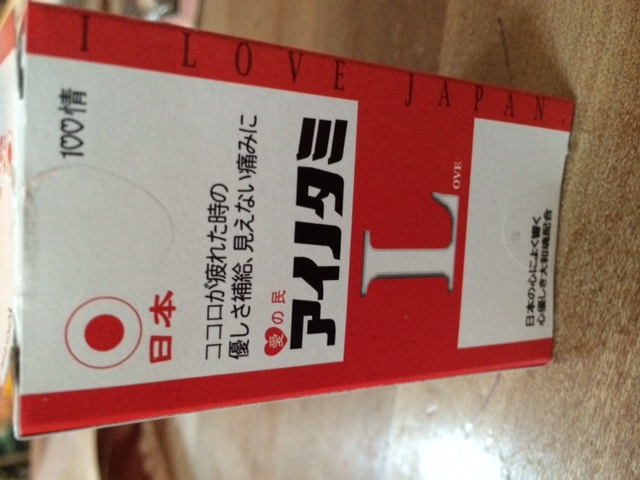 I LOVE JAPAN
100情
日本
ココロが疲れた時の
優しさ補給、見えない痛みに
愛の民
アイノタミ
LOVE
日本の心によく響く
心優しき大和魂配合